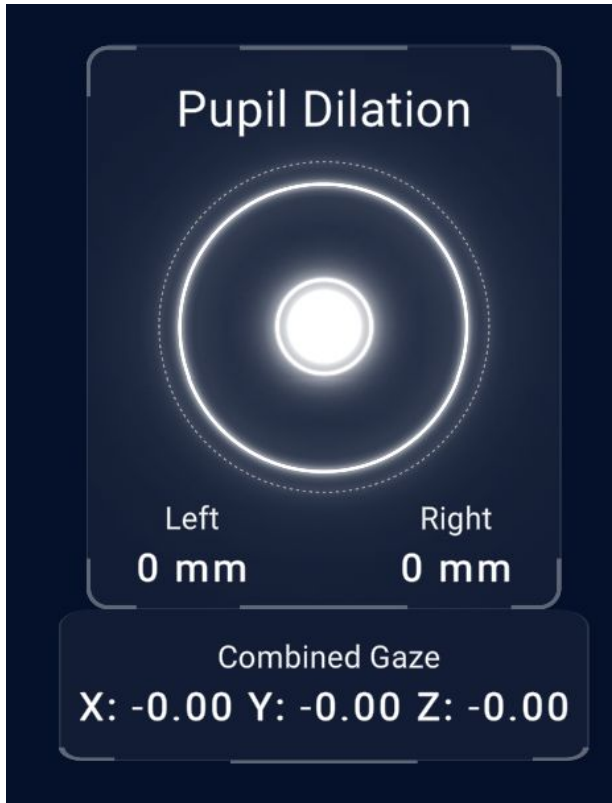 Pupil Dilation
Left Right
0 mm 0 mm
Combined Gaze
X: -0.00 Y: -0.00 Z: -0.00